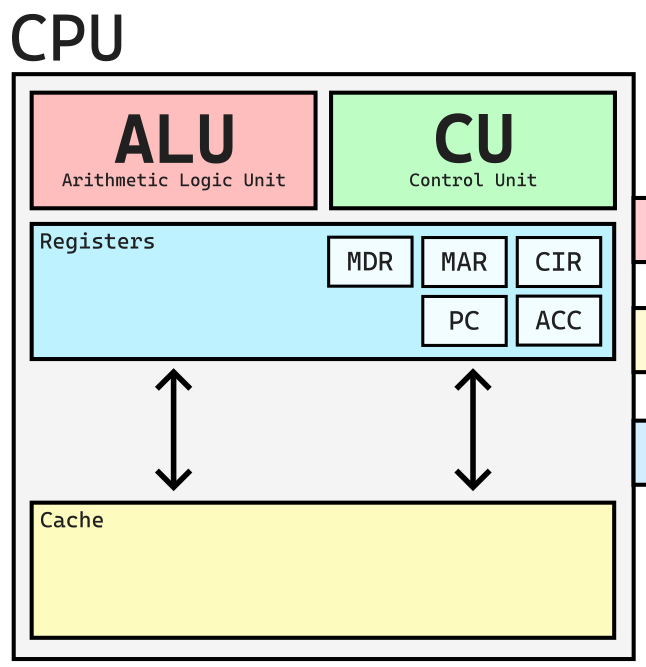 CPU
ALU
Arithmetic Logic Unit
CU
Control Unit
Registers
MDR MAR CIR
PC ACC
Cache